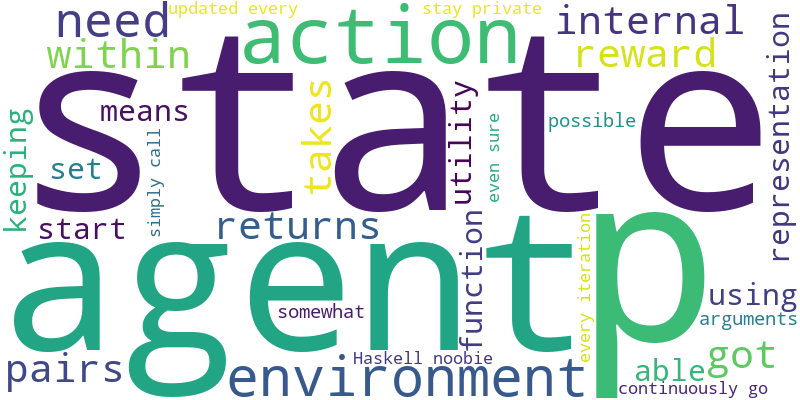 updated every
stay private
need
action
internal
within
reward
state
means
takes
utility
possible
representation
keeping
set
simply call
even sure
start
returns
agent
p
function
every iteration
somewhat
using
arguments
Haskell noobie
pairs
environment
able
got
continuously go